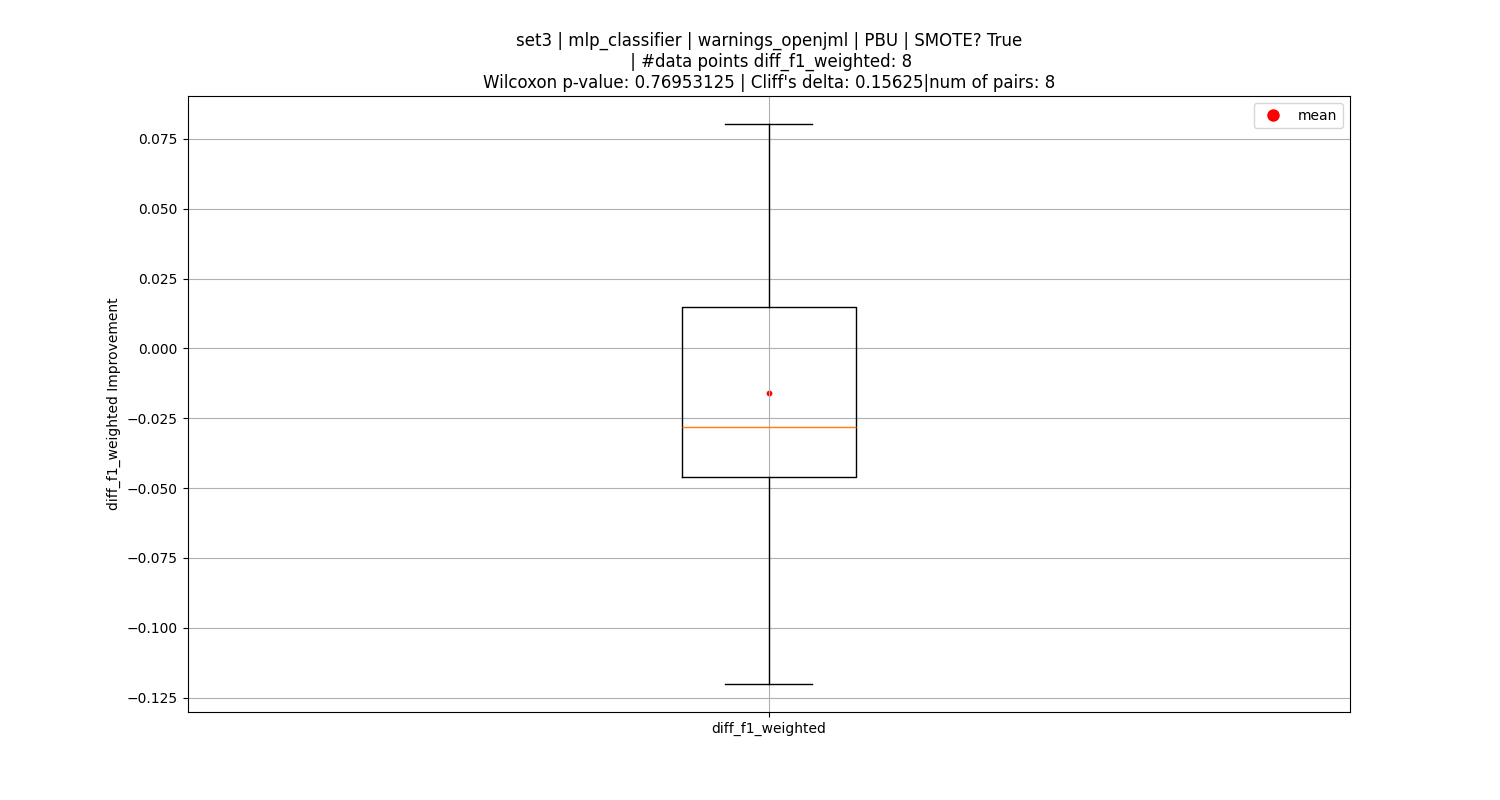 set3 | mlp_classifier | warnings_openjml | PBU | SMOTE? True
| #data points diff_f1_weighted: 8
Wilcoxon p-value: 0.76953125 | Cliff's delta: 0.15625|num of pairs: 8
mean
0.075
0.050
0.025
0.000
−0.025
−0.050
−0.075
−0.100
−0.125
diff_f1_weighted Improvement
diff_f1_weighted